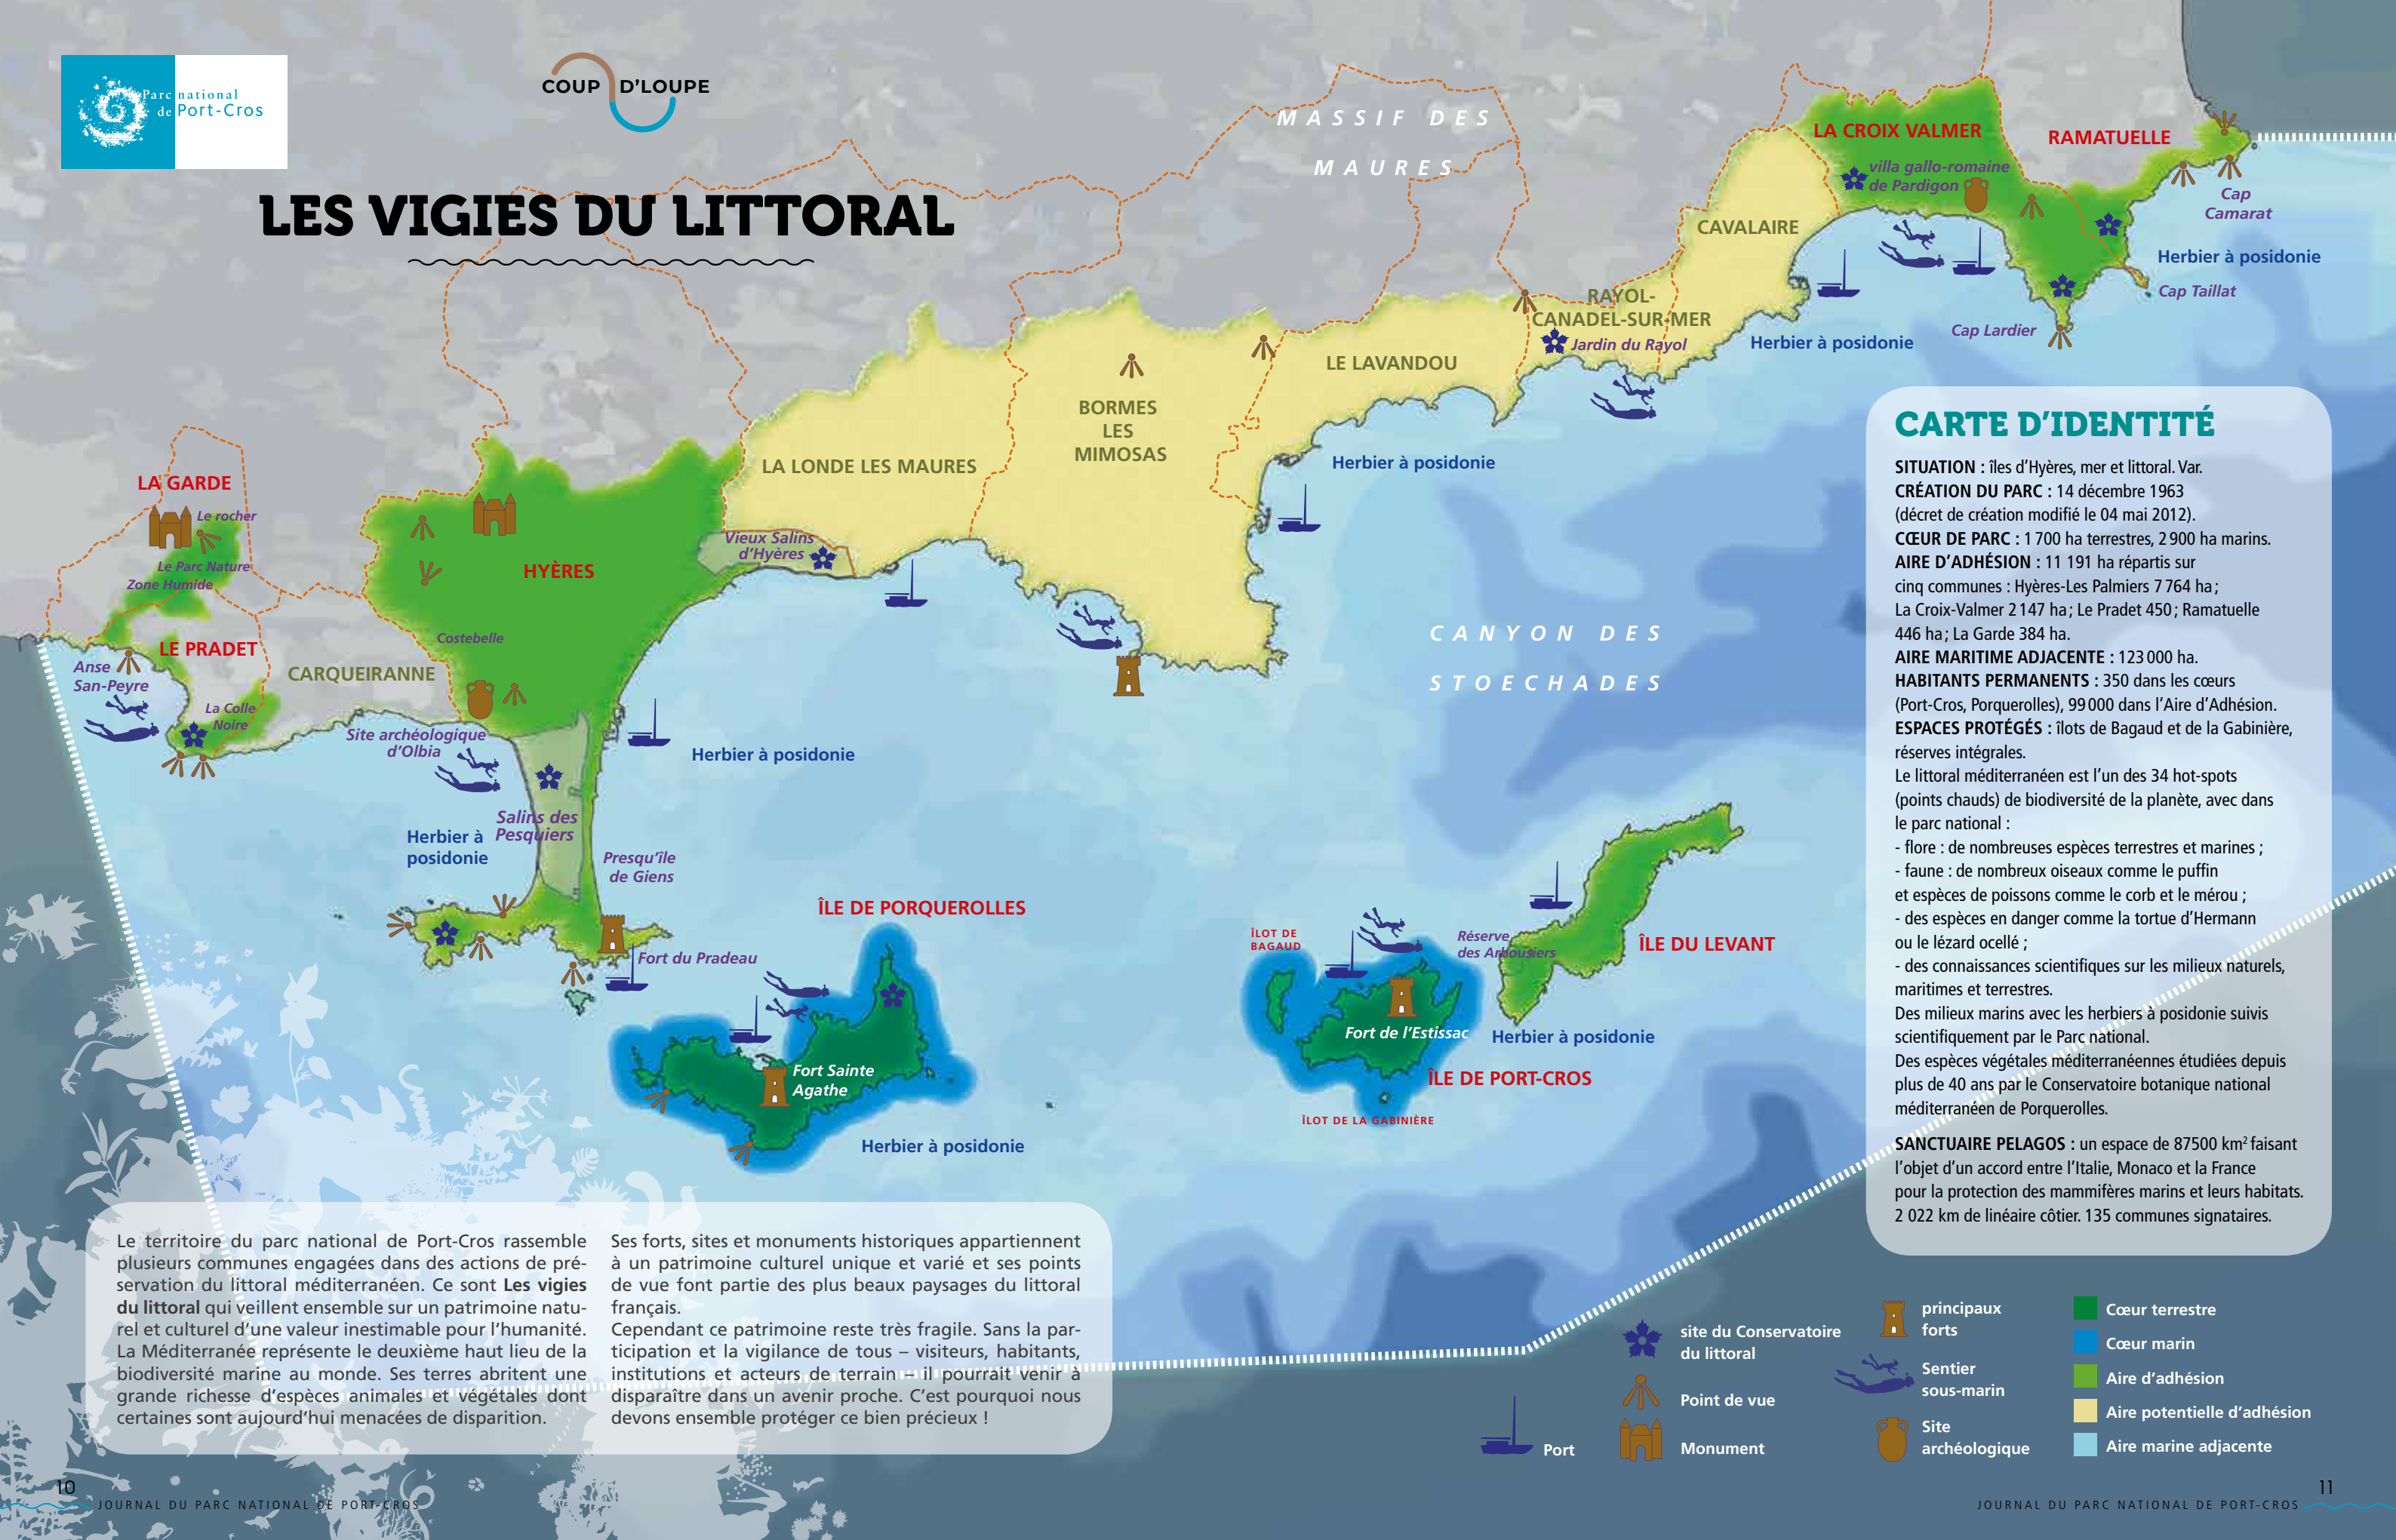 Parc national
de Port-Cros
COUP D'LOUPE
LES VIGIES DU LITTORAL
MASSIF DES
MAURES
LA CROIX VALMER
RAMATUELLE
villa gallo-romaine
de Pardigon
Cap
Camarat
CAVALAIRE
Herbier à posidonie
Cap Taillat
RAYOL-
CANADEL-SUR-MER
Jardin du Rayol
Cap Lardier
Herbier à posidonie
LE LAVANDOU
BORMES
LES
MIMOSAS
Herbier à posidonie
LA LONDE LES MAURES
LA GARDE
Le rocher
Le Parc Nature
Zone Humide
Vieux Salins
d'Hyères
HYÈRES
Costebelle
LE PRADET
CARQUEIRANNE
Anse
San-Peyre
La Colle
Noire
Site archéologique
d'Olbia
Herbier à posidonie
CANYON DES
STOECHADES
Salins des
Pesquiers
Herbier à
posidonie
Presqu'île
de Giens
ÎLE DE PORQUEROLLES
Fort du Pradeau
Fort Sainte
Agathe
Herbier à posidonie
ÎLOT DE
BAGAUD
Réserve
des Arbousiers
ÎLE DU LEVANT
Fort de l'Estissac
Herbier à posidonie
ÎLE DE PORT-CROS
ÎLOT DE LA GABINIÈRE
CARTE D'IDENTITÉ
SITUATION : îles d'Hyères, mer et littoral. Var.
CRÉATION DU PARC : 14 décembre 1963
(décret de création modifié le 04 mai 2012).
CŒUR DE PARC : 1 700 ha terrestres, 2 900 ha marins.
AIRE D'ADHÉSION : 11 191 ha répartis sur
cinq communes : Hyères-Les Palmiers 7 764 ha ;
La Croix-Valmer 2 147 ha ; Le Pradet 450 ; Ramatuelle
446 ha ; La Garde 384 ha.
AIRE MARITIME ADJACENTE : 123 000 ha.
HABITANTS PERMANENTS : 350 dans les cœurs
(Port-Cros, Porquerolles), 99 000 dans l'Aire d'Adhésion.
ESPACES PROTÉGÉS : îlots de Bagaud et de la Gabinière,
réserves intégrales.
Le littoral méditerranéen est l'un des 34 hot-spots
(points chauds) de biodiversité de la planète, avec dans
le parc national :
- flore : de nombreuses espèces terrestres et marines ;
- faune : de nombreux oiseaux comme le puffin
et espèces de poissons comme le corb et le mérou ;
- des espèces en danger comme la tortue d'Hermann
ou le lézard ocellé ;
- des connaissances scientifiques sur les milieux naturels,
maritimes et terrestres.
Des milieux marins avec les herbiers à posidonie suivis
scientifiquement par le Parc national.
Des espèces végétales méditerranéennes étudiées depuis
plus de 40 ans par le Conservatoire botanique national
méditerranéen de Porquerolles.
SANCTUAIRE PELAGOS : un espace de 87500 km² faisant
l'objet d'un accord entre l'Italie, Monaco et la France
pour la protection des mammifères marins et leurs habitats.
2 022 km de linéaire côtier. 135 communes signataires.
Le territoire du parc national de Port-Cros rassemble
plusieurs communes engagées dans des actions de pré-
servation du littoral méditerranéen. Ce sont Les vigies
du littoral qui veillent ensemble sur un patrimoine natu-
rel et culturel d'une valeur inestimable pour l'humanité.
La Méditerranée représente le deuxième haut lieu de la
biodiversité marine au monde. Ses terres abritent une
grande richesse d'espèces animales et végétales dont
certaines sont aujourd'hui menacées de disparition.
Ses forts, sites et monuments historiques appartiennent
à un patrimoine culturel unique et varié et ses points
de vue font partie des plus beaux paysages du littoral
français.
Cependant ce patrimoine reste très fragile. Sans la par-
ticipation et la vigilance de tous – visiteurs, habitants,
institutions et acteurs de terrain – il pourrait venir à
disparaître dans un avenir proche. C'est pourquoi nous
devons ensemble protéger ce bien précieux !
Port
site du Conservatoire
du littoral
Point de vue
Monument
principaux
forts
Sentier
sous-marin
Site
archéologique
Cœur terrestre
Cœur marin
Aire d'adhésion
Aire potentielle d'adhésion
Aire marine adjacente
10
JOURNAL DU PARC NATIONAL DE PORT-CROS
JOURNAL DU PARC NATIONAL DE PORT-CROS
11